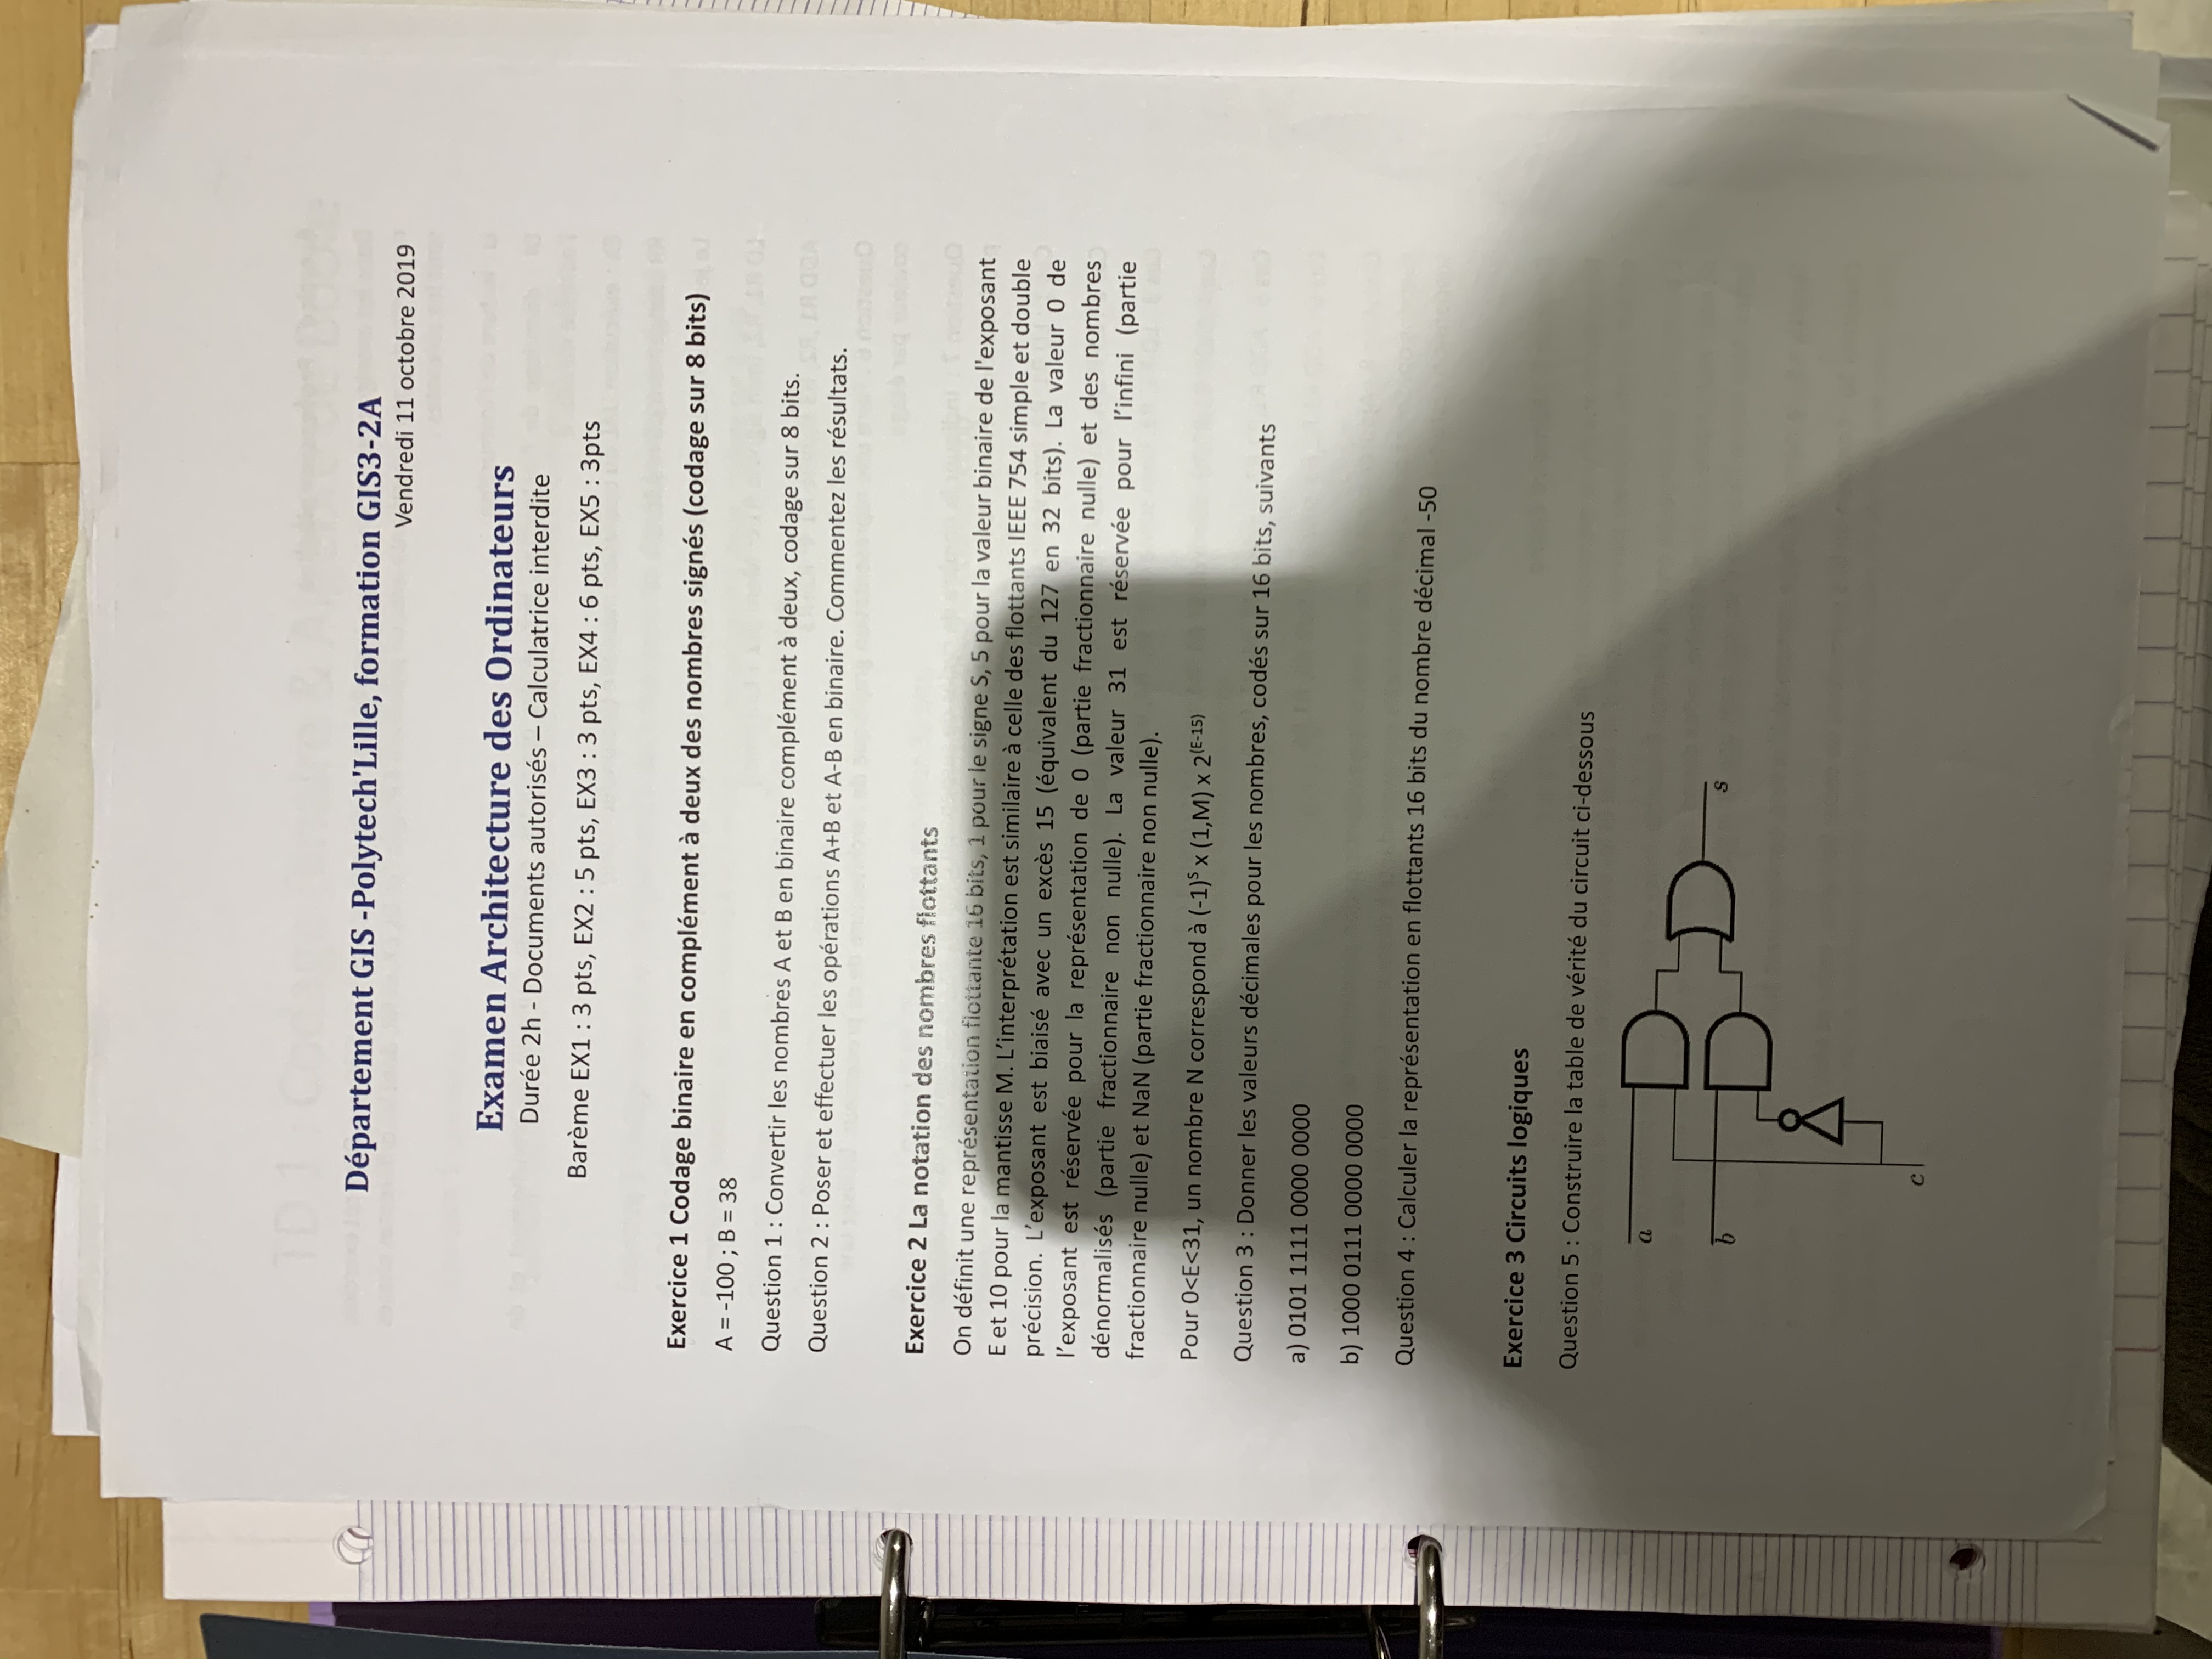 Département GIS -Polytech'Lille, formation GIS3-2A
Vendredi 11 octobre 2019
Examen Architecture des Ordinateurs
Durée 2h - Documents autorisés – Calculatrice interdite
Barème EX1 : 3 pts, EX2 : 5 pts, EX3 : 3 pts, EX4 : 6 pts, EX5 : 3pts
Exercice 1 Codage binaire en complément à deux des nombres signés (codage sur 8 bits)
A = -100 ; B = 38
Question 1 : Convertir les nombres A et B en binaire complément à deux, codage sur 8 bits.
Question 2 : Poser et effectuer les opérations A+B et A-B en binaire. Commentez les résultats.
Exercice 2 La notation des nombres flottants
On définit une représentation flottante 16 bits, 1 pour le signe S, 5 pour la valeur binaire de l'exposant
E et 10 pour la mantisse M. L'interprétation est similaire à celle des flottants IEEE 754 simple et double
précision. L'exposant est biaisé avec un excès 15 (équivalent du 127 en 32 bits). La valeur 0 de
l'exposant est réservée pour la représentation de 0 (partie fractionnaire nulle) et des nombres
dénormalisés (partie fractionnaire non nulle). La valeur 31 est réservée pour l'infini (partie
fractionnaire nulle) et NaN (partie fractionnaire non nulle).
Pour 0<E<31, un nombre N correspond à (-1)^S x (1,M) x 2^(E-15)
Question 3 : Donner les valeurs décimales pour les nombres, codés sur 16 bits, suivants
a) 0101 1111 0000 0000
b) 1000 0111 0000 0000
Question 4 : Calculer la représentation en flottants 16 bits du nombre décimal -50
Exercice 3 Circuits logiques
Question 5 : Construire la table de vérité du circuit ci-dessous
a
b
s
c